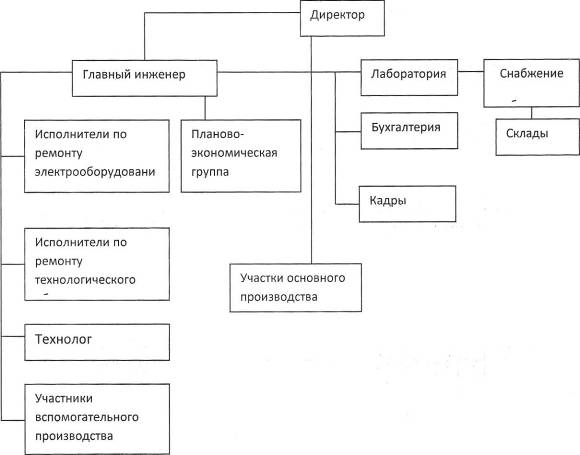 Директор
Главный инженер
Лаборатория
Снабжение
Исполнители по
ремонту
электрооборудовани
Планово-
экономическая
группа
Бухгалтерия
Склады
Кадры
Исполнители по
ремонту
технологического
Участки основного
производства
Технолог
Участники
вспомогательного
производства